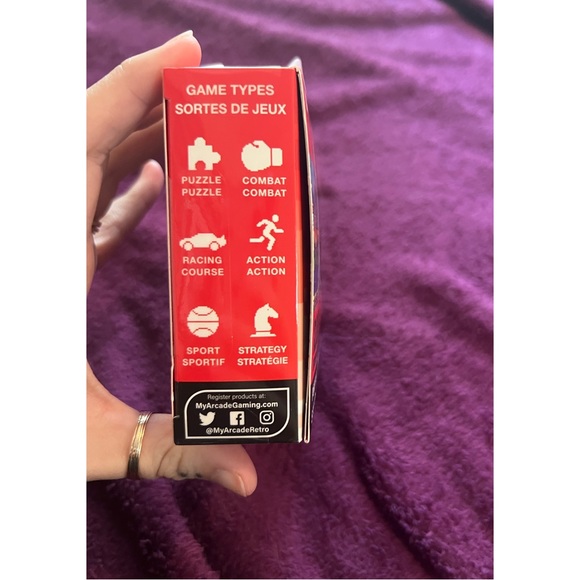 GAME TYPES
SORTES DE JEUX
PUZZLE
PUZZLE
COMBAT
COMBAT
RACING
COURSE
ACTION
ACTION
SPORT
SPORTIF
STRATEGY
STRATÉGIE
Register products at:
MyArcadeGaming.com
@MyArcadeRetro